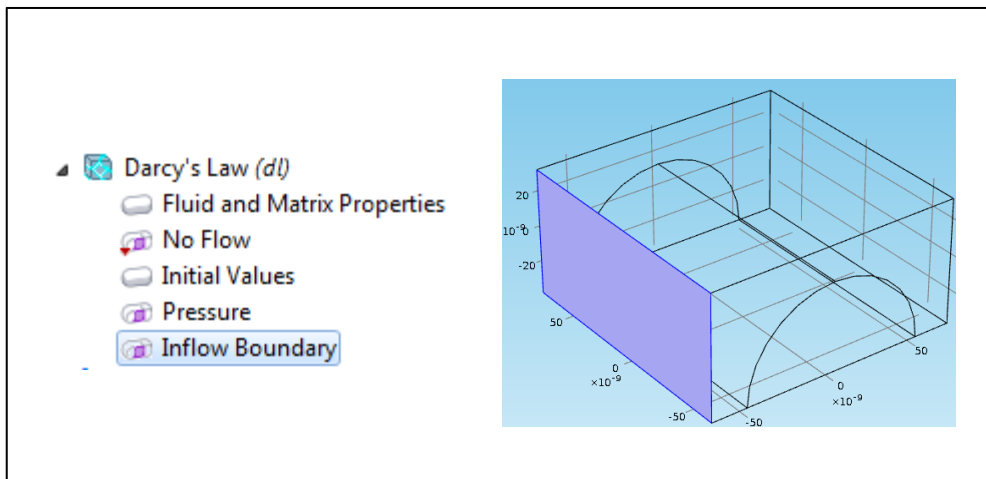 Darcy's Law (dl)
Fluid and Matrix Properties
No Flow
Initial Values
Pressure
Inflow Boundary
20
10⁻⁹ 0
-20
50
0
×10⁻⁹
-50
-50
0
×10⁻⁹
50